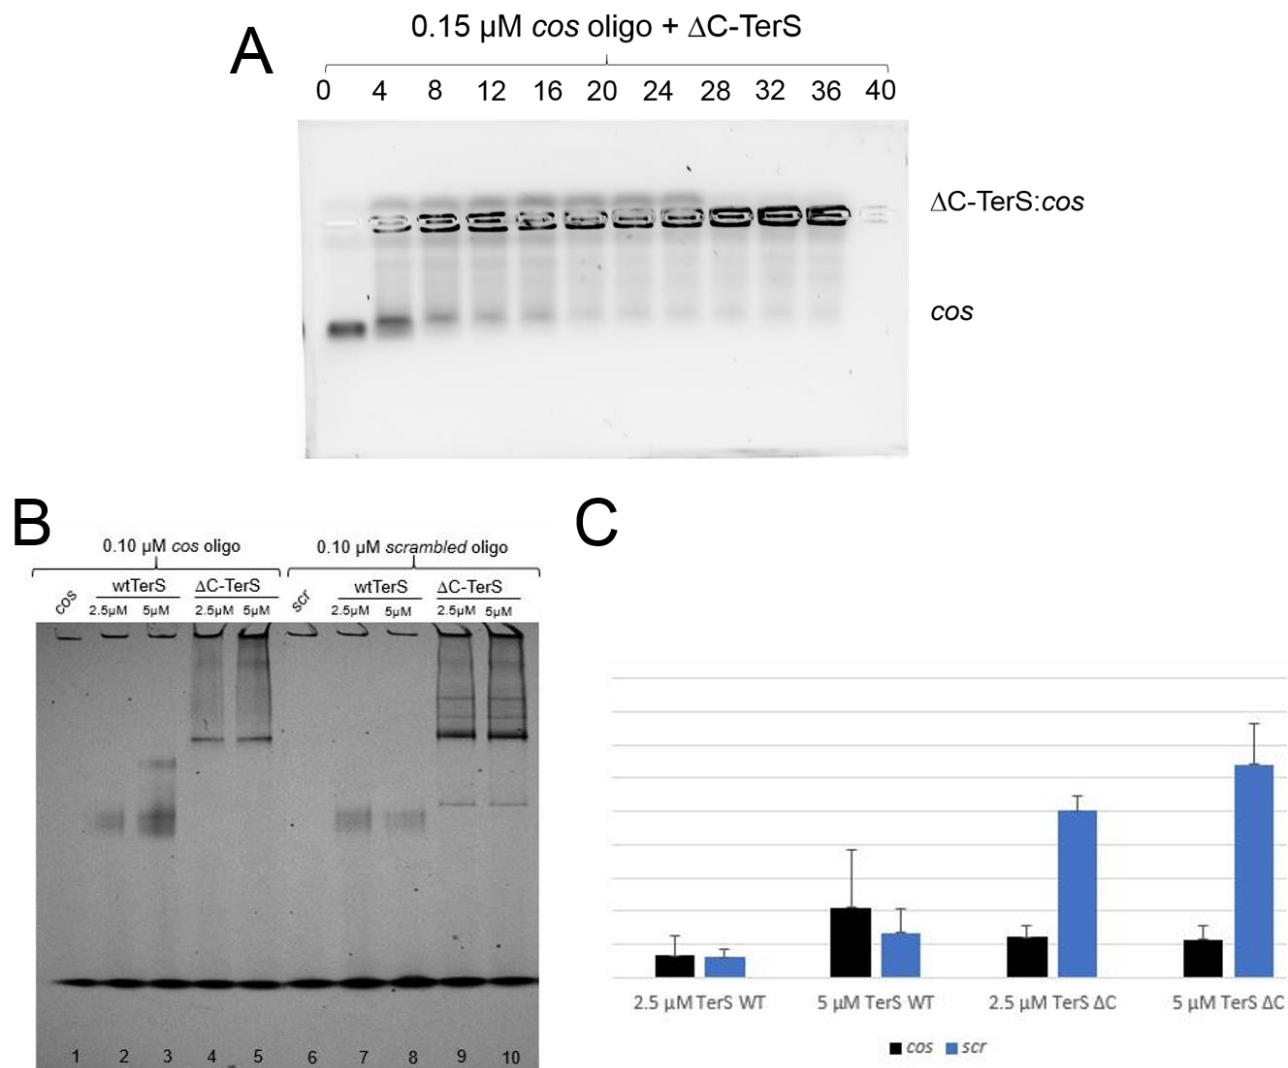 A
0.15 µM cos oligo + ΔC-TerS
0 4 8 12 16 20 24 28 32 36 40
ΔC-TerS:cos
cos
B
0.10 µM cos oligo
0.10 µM scrambled oligo
cos
wtTerS
ΔC-TerS
scr
wtTerS
ΔC-TerS
2.5µM 5µM 2.5µM 5µM 2.5µM 5µM 2.5µM 5µM
1 2 3 4 5 6 7 8 9 10
C
2.5 µM TerS WT 5 µM TerS WT 2.5 µM TerS ΔC 5 µM TerS ΔC
cos scr